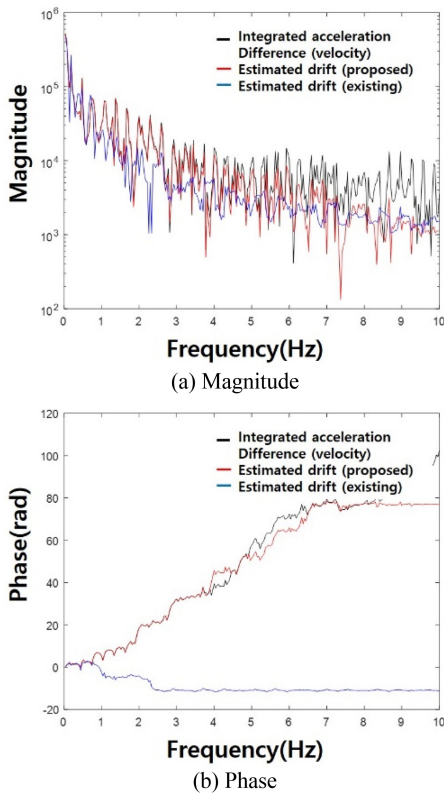 10^6
10^5
10^4
10^3
10^2
Magnitude
Integrated acceleration
Difference (velocity)
Estimated drift (proposed)
Estimated drift (existing)
0 1 2 3 4 5 6 7 8 9 10
Frequency(Hz)
(a) Magnitude
120
100
80
60
40
20
0
-20
Phase(rad)
Integrated acceleration
Difference (velocity)
Estimated drift (proposed)
Estimated drift (existing)
0 1 2 3 4 5 6 7 8 9 10
Frequency(Hz)
(b) Phase